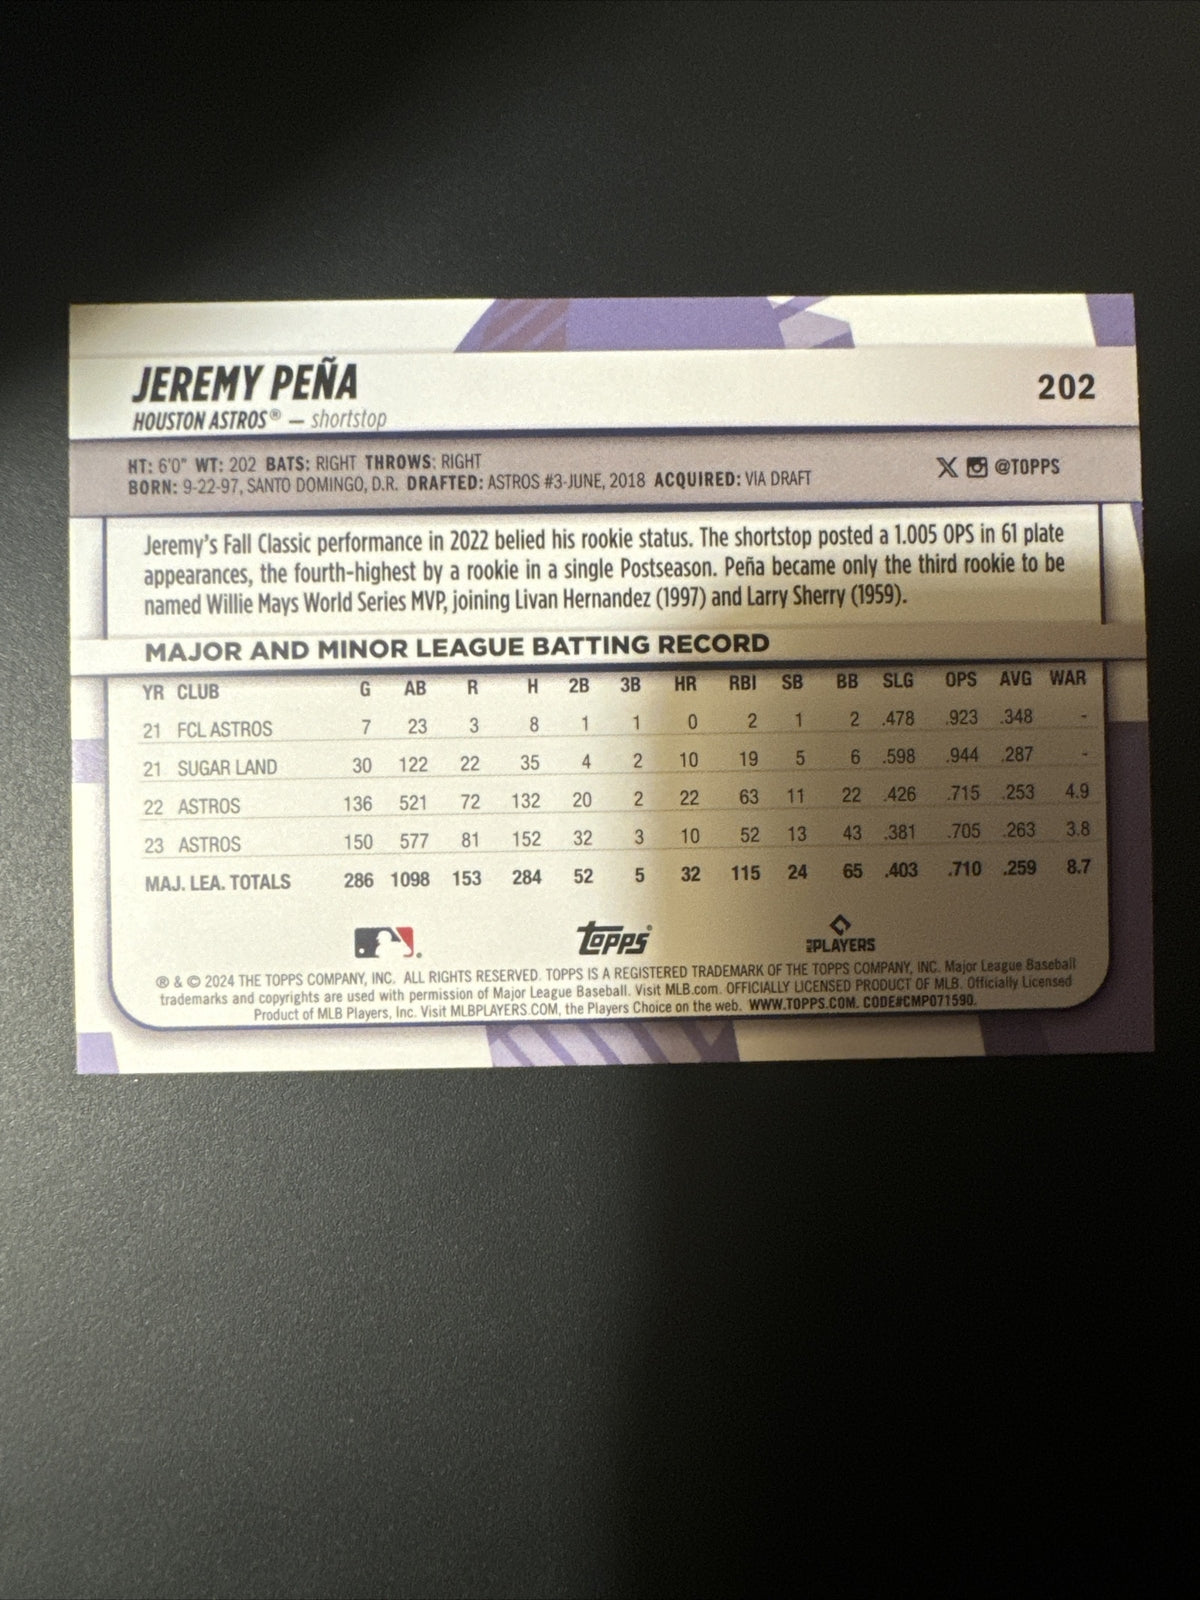 JEREMY PEÑA
202
HOUSTON ASTROS® — shortstop
HT: 6'0" WT: 202 BATS: RIGHT THROWS: RIGHT
BORN: 9-22-97, SANTO DOMINGO, D.R. DRAFTED: ASTROS #3-JUNE, 2018 ACQUIRED: VIA DRAFT
@TOPPS
Jeremy's Fall Classic performance in 2022 belied his rookie status. The shortstop posted a 1.005 OPS in 61 plate
appearances, the fourth-highest by a rookie in a single Postseason. Peña became only the third rookie to be
named Willie Mays World Series MVP, joining Livan Hernandez (1997) and Larry Sherry (1959).
MAJOR AND MINOR LEAGUE BATTING RECORD
YR CLUB G AB R H 2B 3B HR RBI SB BB SLG OPS AVG WAR
21 FCL ASTROS 7 23 3 8 1 1 0 2 1 2 .478 .923 .348 -
21 SUGAR LAND 30 122 22 35 4 2 10 19 5 6 .598 .944 .287 -
22 ASTROS 136 521 72 132 20 2 22 63 11 22 .426 .715 .253 4.9
23 ASTROS 150 577 81 152 32 3 10 52 13 43 .381 .705 .263 3.8
MAJ. LEA. TOTALS 286 1098 153 284 52 5 32 115 24 65 .403 .710 .259 8.7
Topps®
PLAYERS
® & © 2024 THE TOPPS COMPANY, INC. ALL RIGHTS RESERVED. TOPPS IS A REGISTERED TRADEMARK OF THE TOPPS COMPANY, INC. Major League Baseball
trademarks and copyrights are used with permission of Major League Baseball. Visit MLB.com. OFFICIALLY LICENSED PRODUCT OF MLB. Officially Licensed
Product of MLB Players, Inc. Visit MLBPLAYERS.COM, the Players Choice on the web. WWW.TOPPS.COM. CODE#CMP071590.